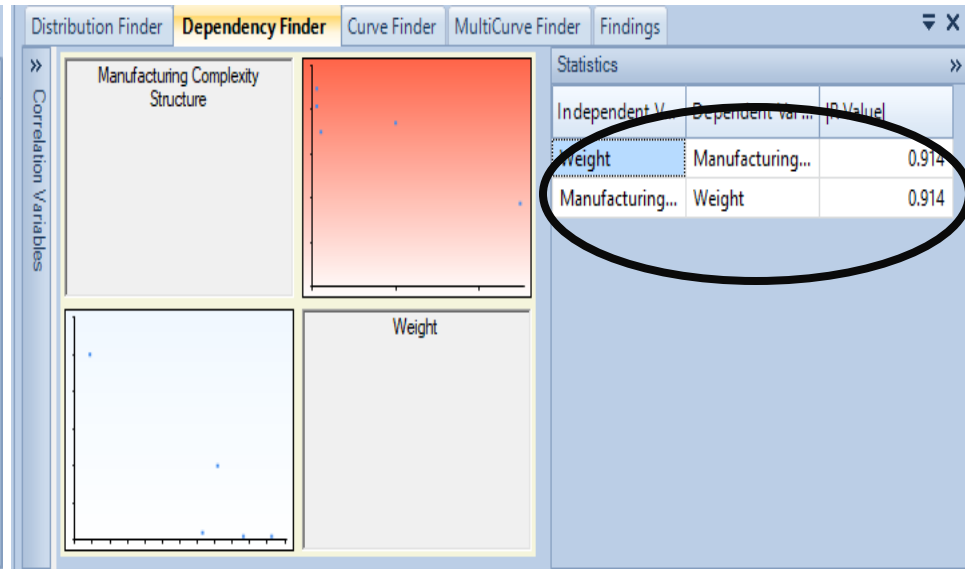 Distribution Finder Dependency Finder Curve Finder MultiCurve Finder Findings
Correlation Variables
Manufacturing Complexity
Structure
Weight
Statistics
Independent V... Dependent Var... |R Value|
Weight Manufacturing... 0.914
Manufacturing... Weight 0.914